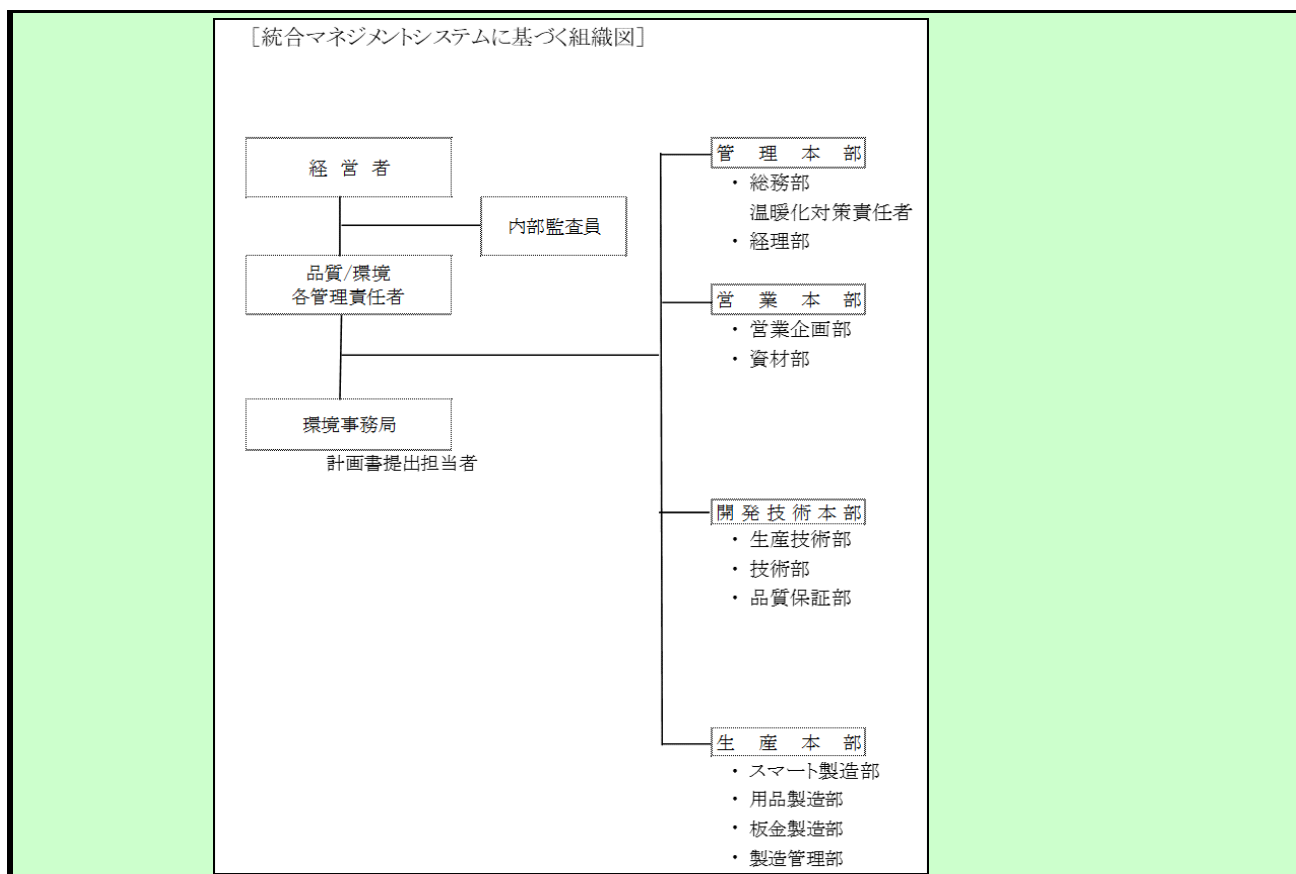 ［統合マネジメントシステムに基づく組織図］
経営者
内部監査員
品質/環境
各管理責任者
環境事務局
計画書提出担当者
管理本部
・ 総務部
温暖化対策責任者
・ 経理部
営業本部
・ 営業企画部
・ 資材部
開発技術本部
・ 生産技術部
・ 技術部
・ 品質保証部
生産本部
・ スマート製造部
・ 用品製造部
・ 板金製造部
・ 製造管理部